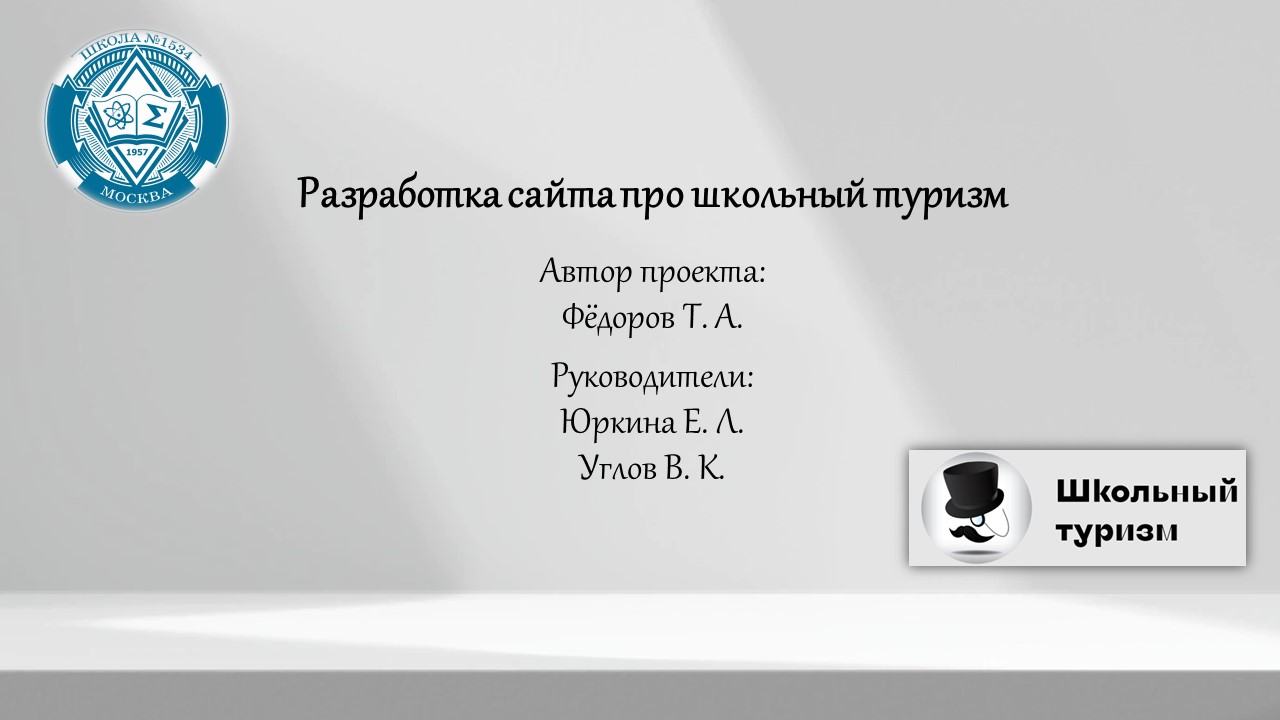 ШКОЛА №1534
1957
МОСКВА
Разработка сайта про школьный туризм
Автор проекта:
Фёдоров Т. А.
Руководители:
Юркина Е. Л.
Углов В. К.
Школьный
туризм